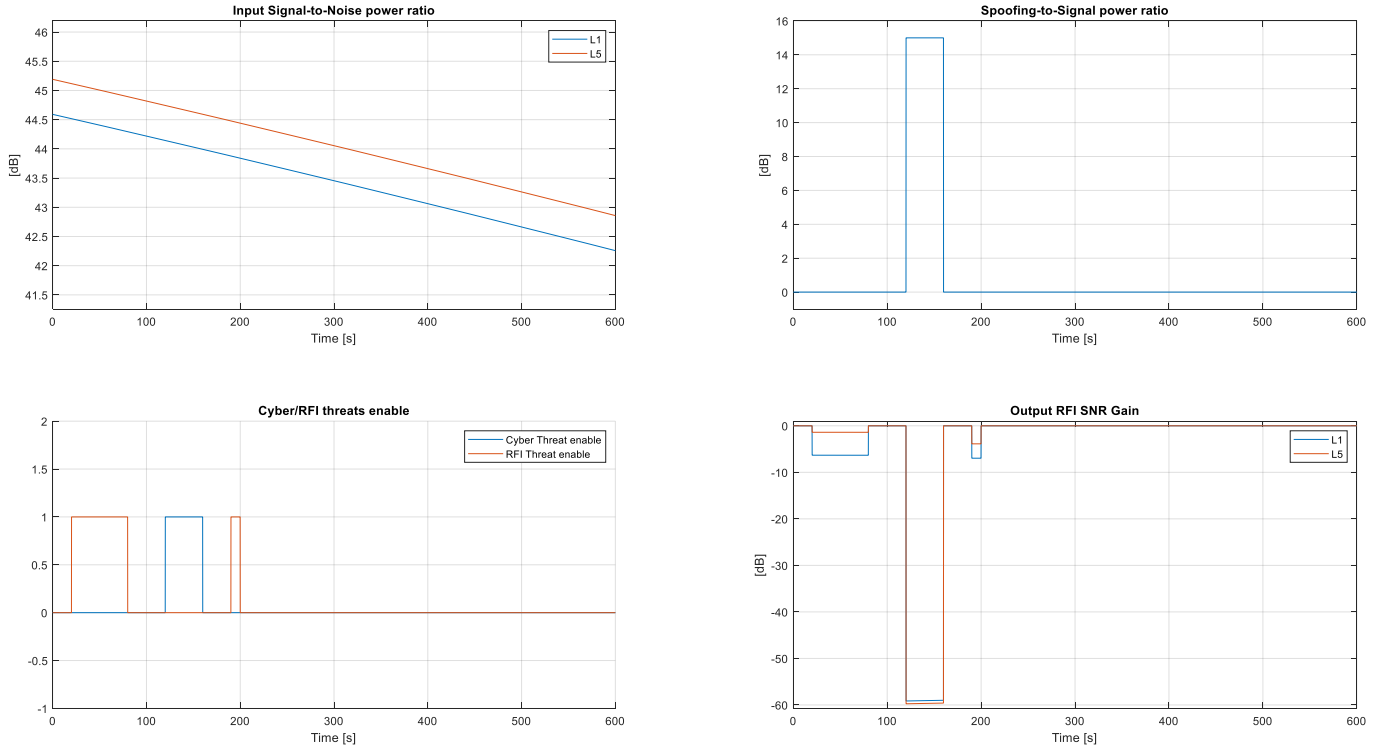 Input Signal-to-Noise power ratio
46
45.5
45
44.5
44
43.5
43
42.5
42
41.5
[dB]
L1
L5
0 100 200 300 400 500 600
Time [s]
Spoofing-to-Signal power ratio
16
14
12
10
8
6
4
2
0
[dB]
0 100 200 300 400 500 600
Time [s]
Cyber/RFI threats enable
2
1.5
1
0.5
0
-0.5
-1
Cyber Threat enable
RFI Threat enable
0 100 200 300 400 500 600
Time [s]
Output RFI SNR Gain
0
-10
-20
-30
-40
-50
-60
[dB]
L1
L5
0 100 200 300 400 500 600
Time [s]